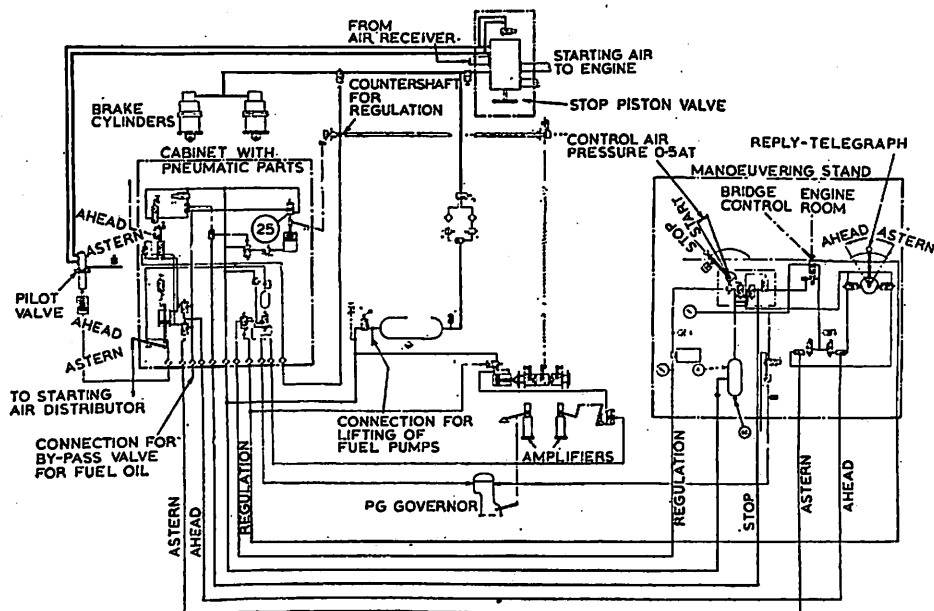 FROM
AIR RECEIVER
STARTING AIR
TO ENGINE
STOP PISTON VALVE
COUNTERSHAFT
FOR
REGULATION
BRAKE
CYLINDERS
CONTROL AIR
PRESSURE 0·5AT
REPLY-TELEGRAPH
CABINET WITH
PNEUMATIC PARTS
MANOEUVERING STAND
BRIDGE
CONTROL
ENGINE
ROOM
AHEAD
ASTERN
25
STOP
START
AHEAD
ASTERN
PILOT
VALVE
AHEAD
ASTERN
TO STARTING
AIR DISTRIBUTOR
CONNECTION FOR
BY-PASS VALVE
FOR FUEL OIL
CONNECTION FOR
LIFTING OF
FUEL PUMPS
AMPLIFIERS
PG GOVERNOR
ASTERN
AHEAD
REGULATION
REGULATION
STOP
ASTERN
AHEAD